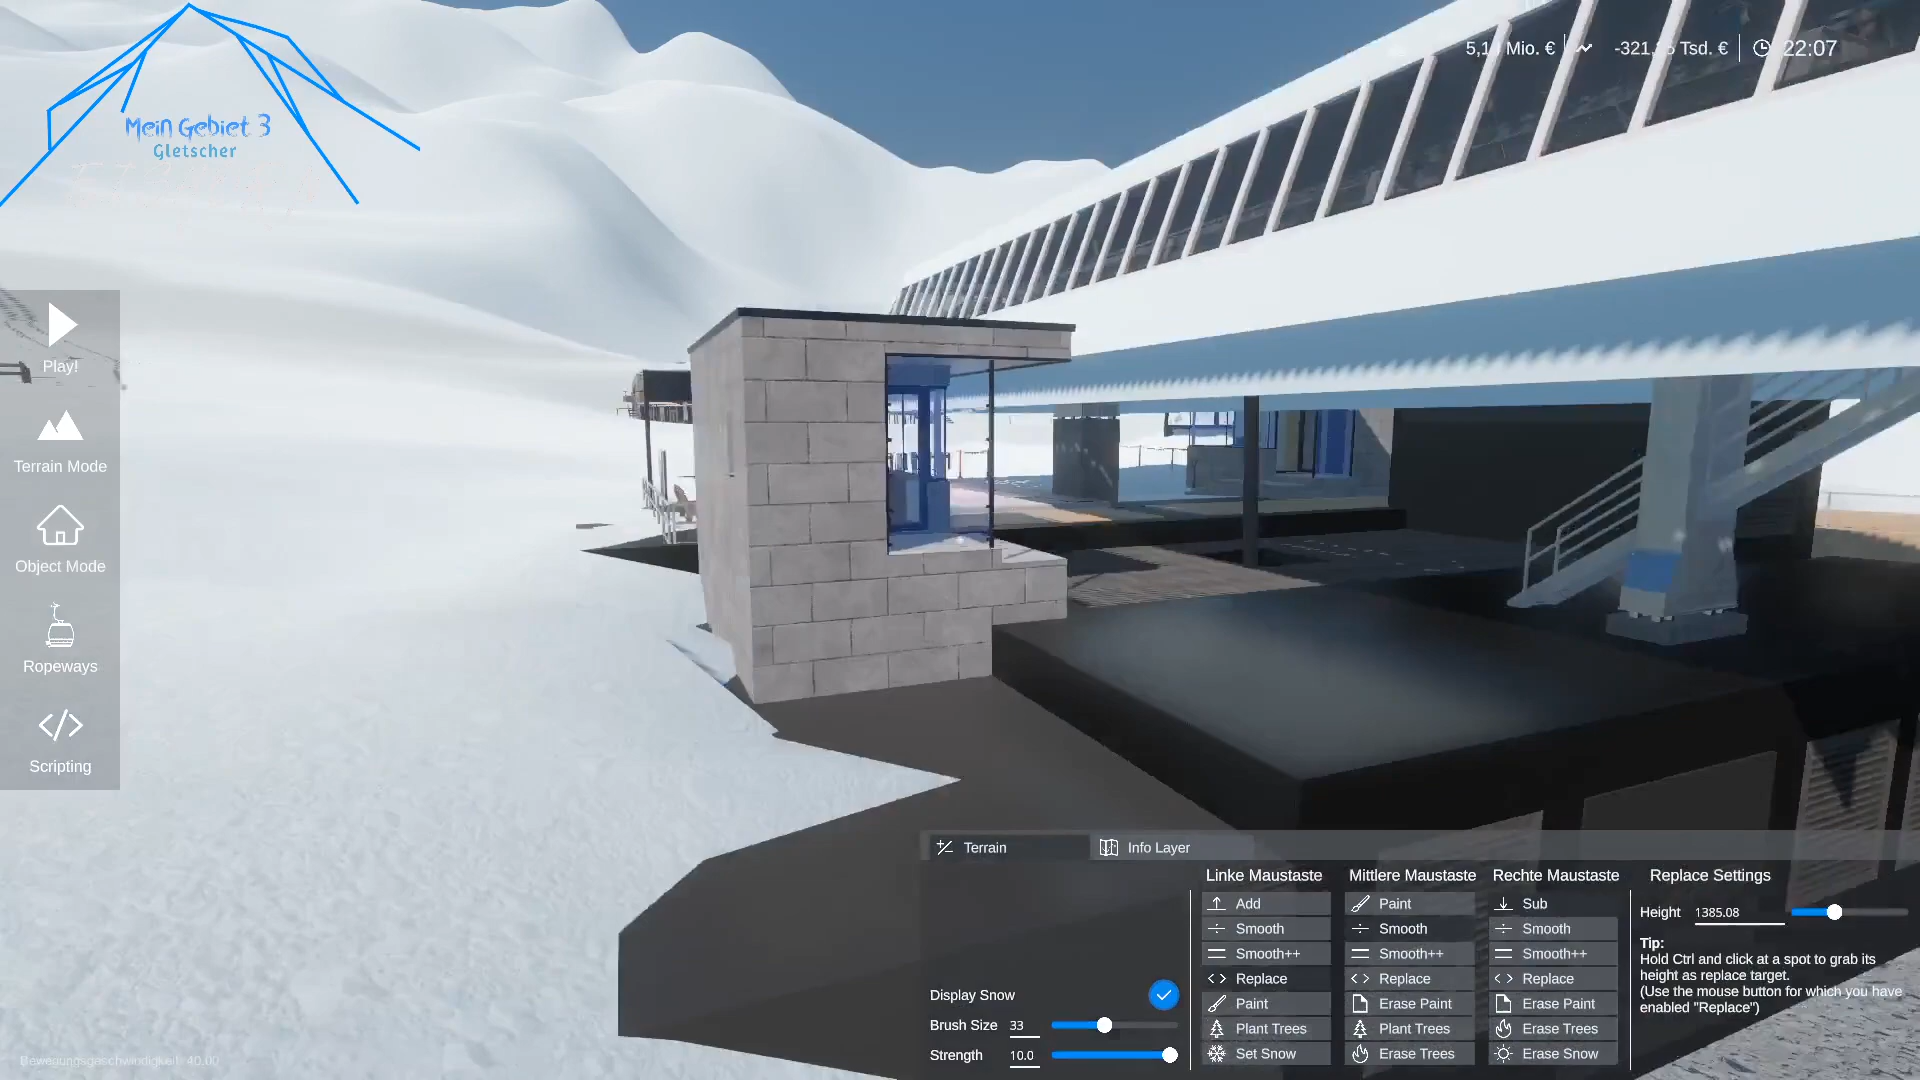 Mio. €
Tsd. €
22:07
Mein Gebiet 3
Gletscher
Play!
Terrain Mode
Object Mode
Ropeways
Scripting
Terrain
Info Layer
Linke Maustaste
Mittlere Maustaste
Rechte Maustaste
Replace Settings
Add
Paint
Sub
Height 1385.08
Smooth
Smooth
Smooth
Smooth++
Smooth++
Smooth++
Tip:
Hold Ctrl and click at a spot to grab its
height as replace target.
(Use the mouse button for which you have
enabled "Replace")
Replace
Replace
Replace
Display Snow
Paint
Erase Paint
Erase Paint
Brush Size 33
Plant Trees
Plant Trees
Erase Trees
Strength 10.0
Set Snow
Erase Trees
Erase Snow
Bewegungsgeschwindigkeit: 40.00